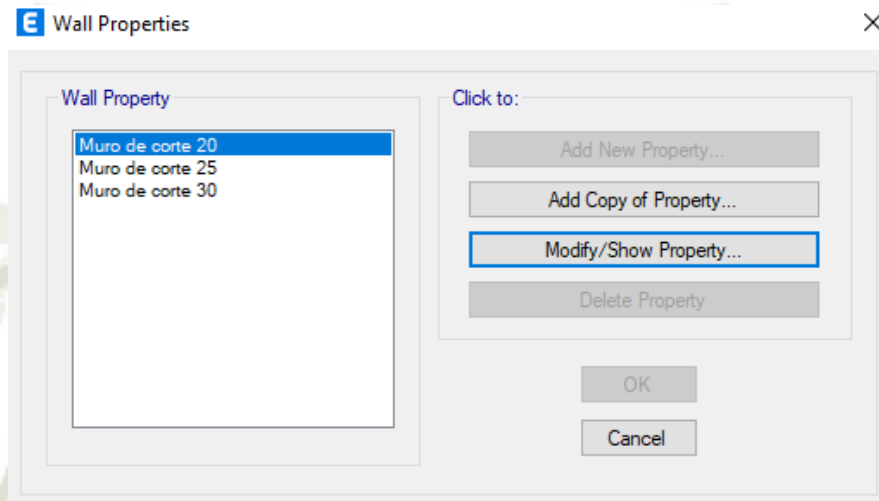 E Wall Properties
Wall Property
Muro de corte 20
Muro de corte 25
Muro de corte 30
Click to:
Add New Property...
Add Copy of Property...
Modify/Show Property...
Delete Property
OK
Cancel